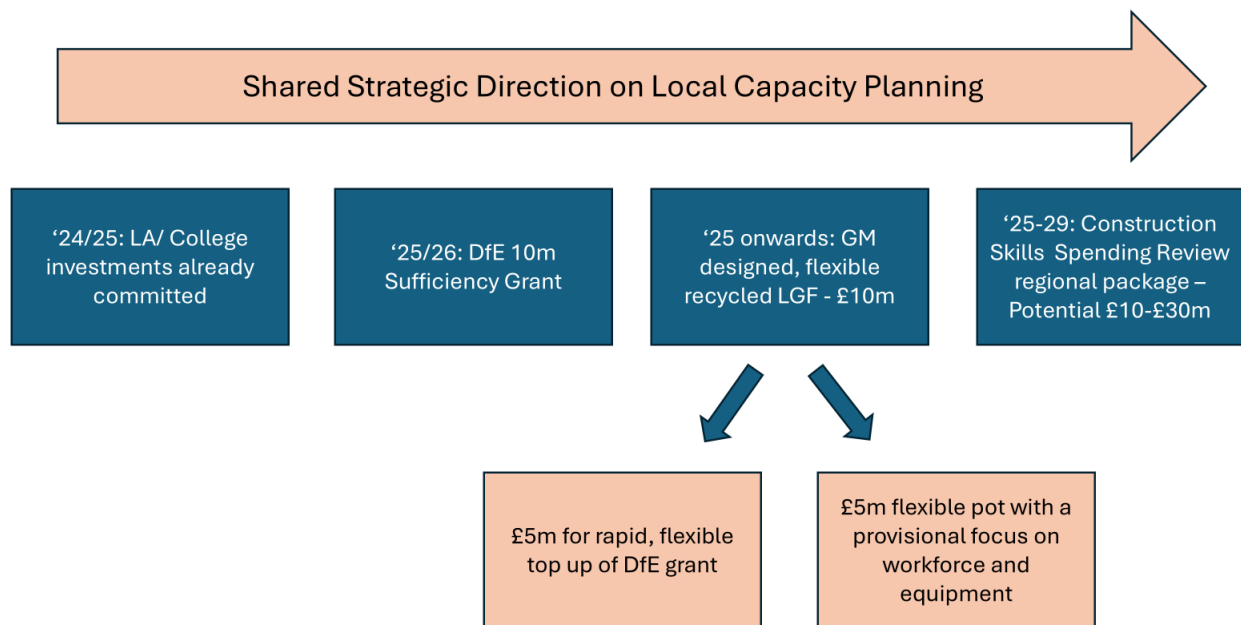 Shared Strategic Direction on Local Capacity Planning
‘24/25: LA/ College
investments already
committed
‘25/26: DfE 10m
Sufficiency Grant
‘25 onwards: GM
designed, flexible
recycled LGF - £10m
‘25-29: Construction
Skills  Spending Review
regional package –
Potential £10-£30m
£5m for rapid, flexible
top up of DfE grant
£5m flexible pot with a
provisional focus on
workforce and
equipment